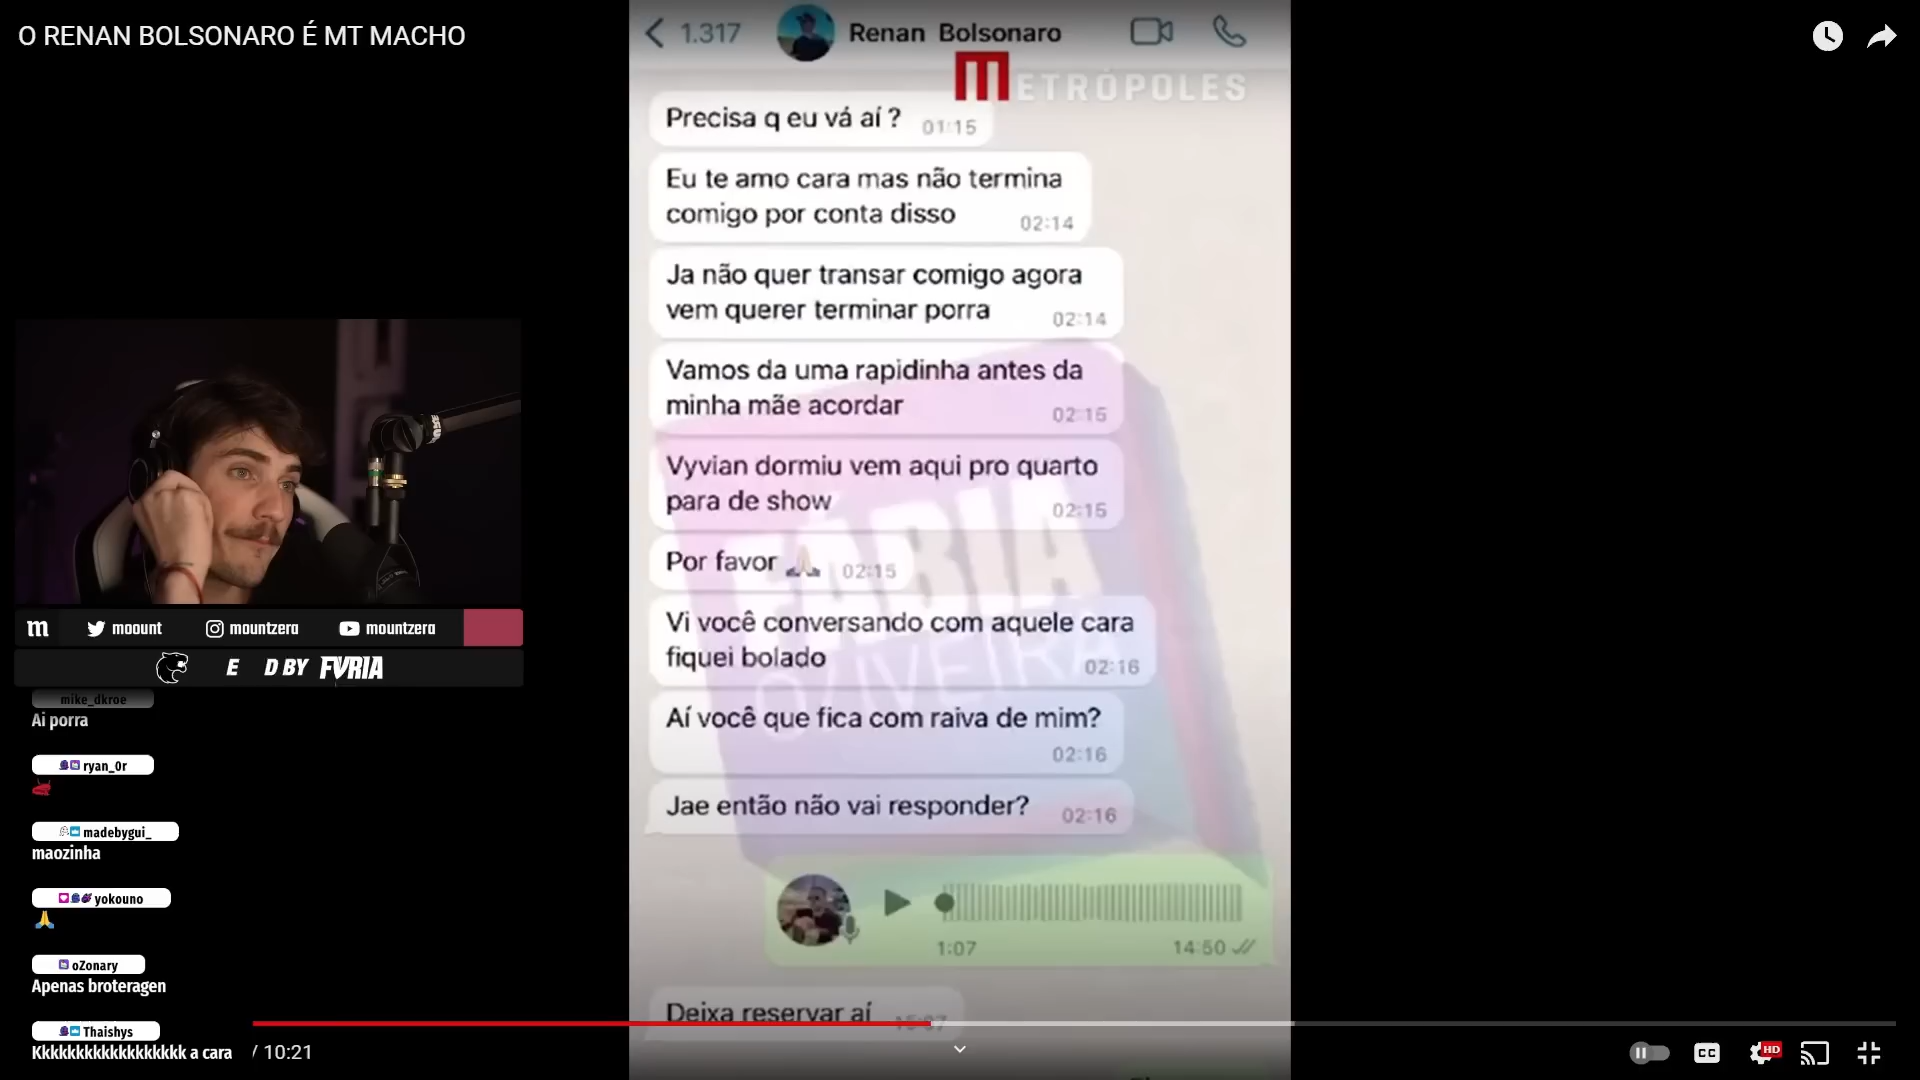 O RENAN BOLSONARO É MT MACHO
1.317
Renan Bolsonaro
METRÓPOLES
Precisa q eu vá aí ? 01:15
Eu te amo cara mas não termina
comigo por conta disso 02:14
Ja não quer transar comigo agora
vem querer terminar porra 02:14
Vamos da uma rapidinha antes da
minha mãe acordar 02:15
Vyvian dormiu vem aqui pro quarto
para de show 02:15
Por favor 🙏🏻 02:15
Vi você conversando com aquele cara
fiquei bolado 02:16
Aí você que fica com raiva de mim?
02:16
Jae então não vai responder? 02:16
FÁBIA
OLIVEIRA
1:07 14:50
Deixa reservar aí
m moount mountzera mountzera
E D BY FVRIA
mike_dkroe
Ai porra
ryan_0r
madebygui_
maozinha
yokouno
🙏
oZonary
Apenas broteragen
Thaishys
Kkkkkkkkkkkkkkkkk a cara
/ 10:21
CC
HD